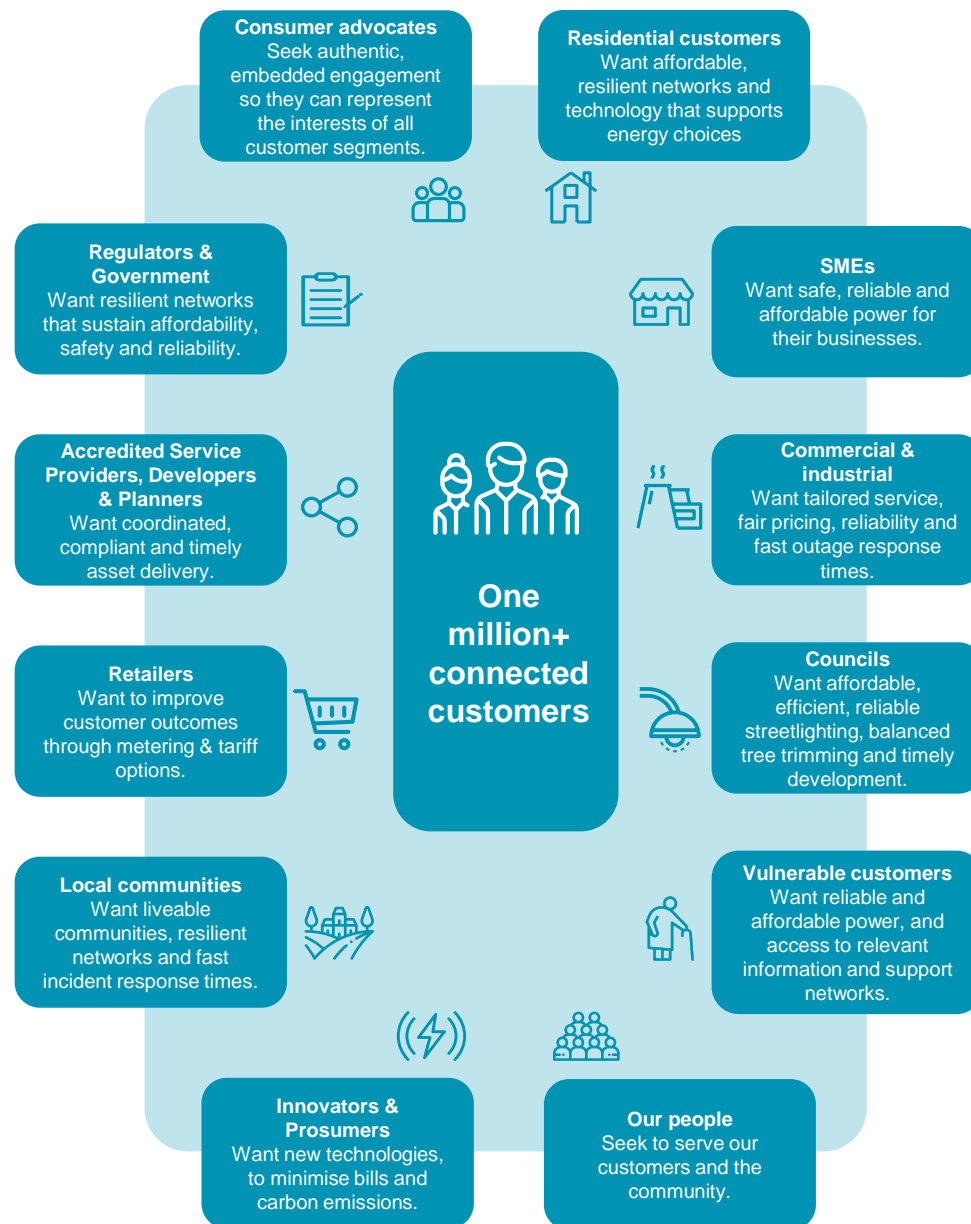 Consumer advocates
Seek authentic,
embedded engagement
so they can represent
the interests of all
customer segments.
Residential customers
Want affordable,
resilient networks and
technology that supports
energy choices
Regulators &
Government
Want resilient networks
that sustain affordability,
safety and reliability.
SMEs
Want safe, reliable and
affordable power for
their businesses.
Accredited Service
Providers, Developers
& Planners
Want coordinated,
compliant and timely
asset delivery.
One
million+
connected
customers
Commercial &
industrial
Want tailored service,
fair pricing, reliability and
fast outage response
times.
Retailers
Want to improve
customer outcomes
through metering & tariff
options.
Councils
Want affordable,
efficient, reliable
streetlighting, balanced
tree trimming and timely
development.
Local communities
Want liveable
communities, resilient
networks and fast
incident response times.
Vulnerable customers
Want reliable and
affordable power, and
access to relevant
information and support
networks.
Innovators &
Prosumers
Want new technologies,
to minimise bills and
carbon emissions.
Our people
Seek to serve our
customers and the
community.